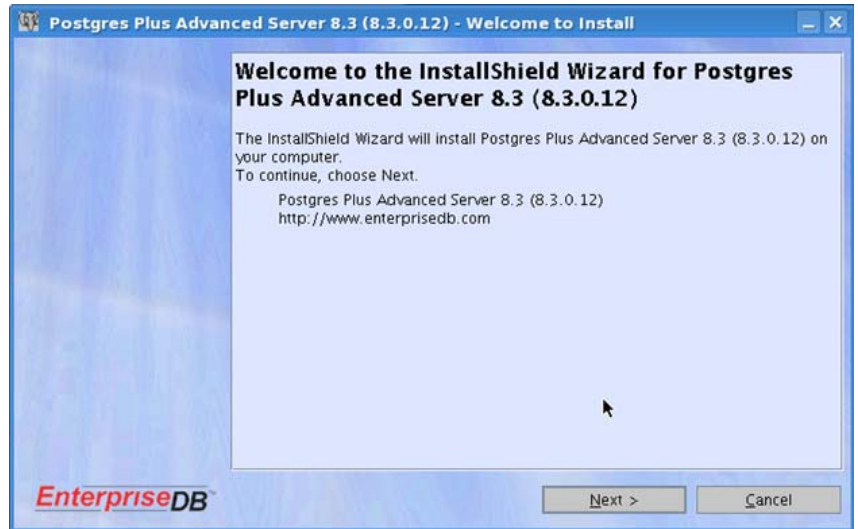 Postgres Plus Advanced Server 8.3 (8.3.0.12) - Welcome to Install
Welcome to the InstallShield Wizard for Postgres
Plus Advanced Server 8.3 (8.3.0.12)
The InstallShield Wizard will install Postgres Plus Advanced Server 8.3 (8.3.0.12) on
your computer.
To continue, choose Next.
Postgres Plus Advanced Server 8.3 (8.3.0.12)
http://www.enterprisedb.com
EnterpriseDB
Next >
Cancel